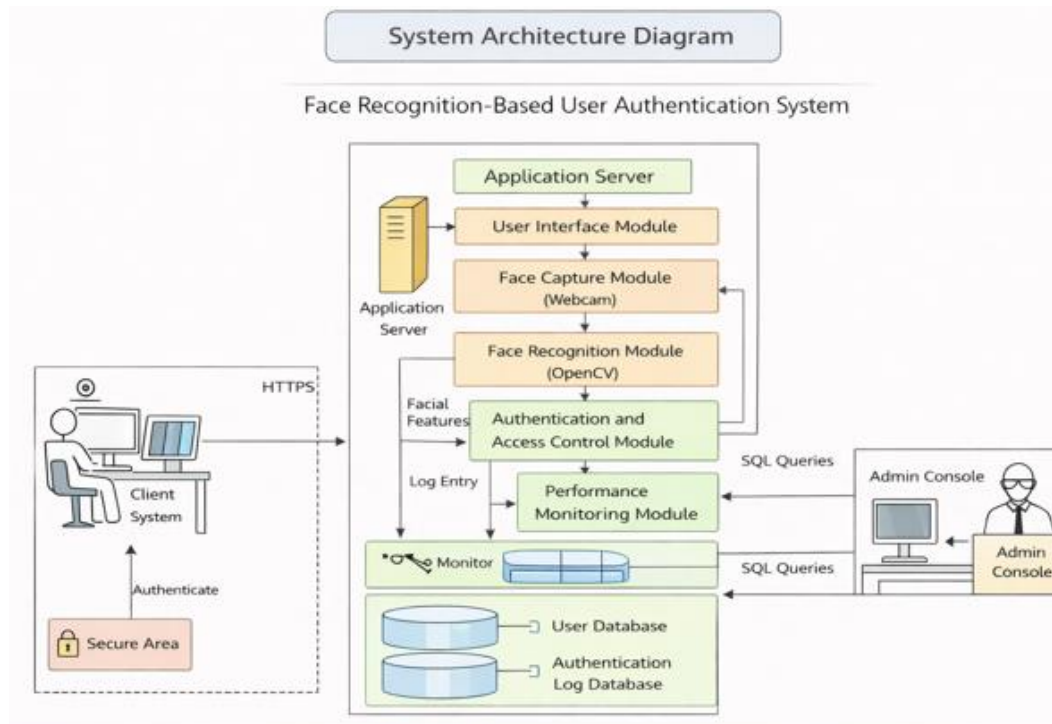 System Architecture Diagram
Face Recognition-Based User Authentication System
Application Server
User Interface Module
Application
Server
Face Capture Module
(Webcam)
Face Recognition Module
(OpenCV)
HTTPS
Client
System
Authenticate
Secure Area
Facial
Features
Authentication and
Access Control Module
Log Entry
Performance
Monitoring Module
SQL Queries
Admin Console
Admin
Console
Monitor
SQL Queries
User Database
Authentication
Log Database